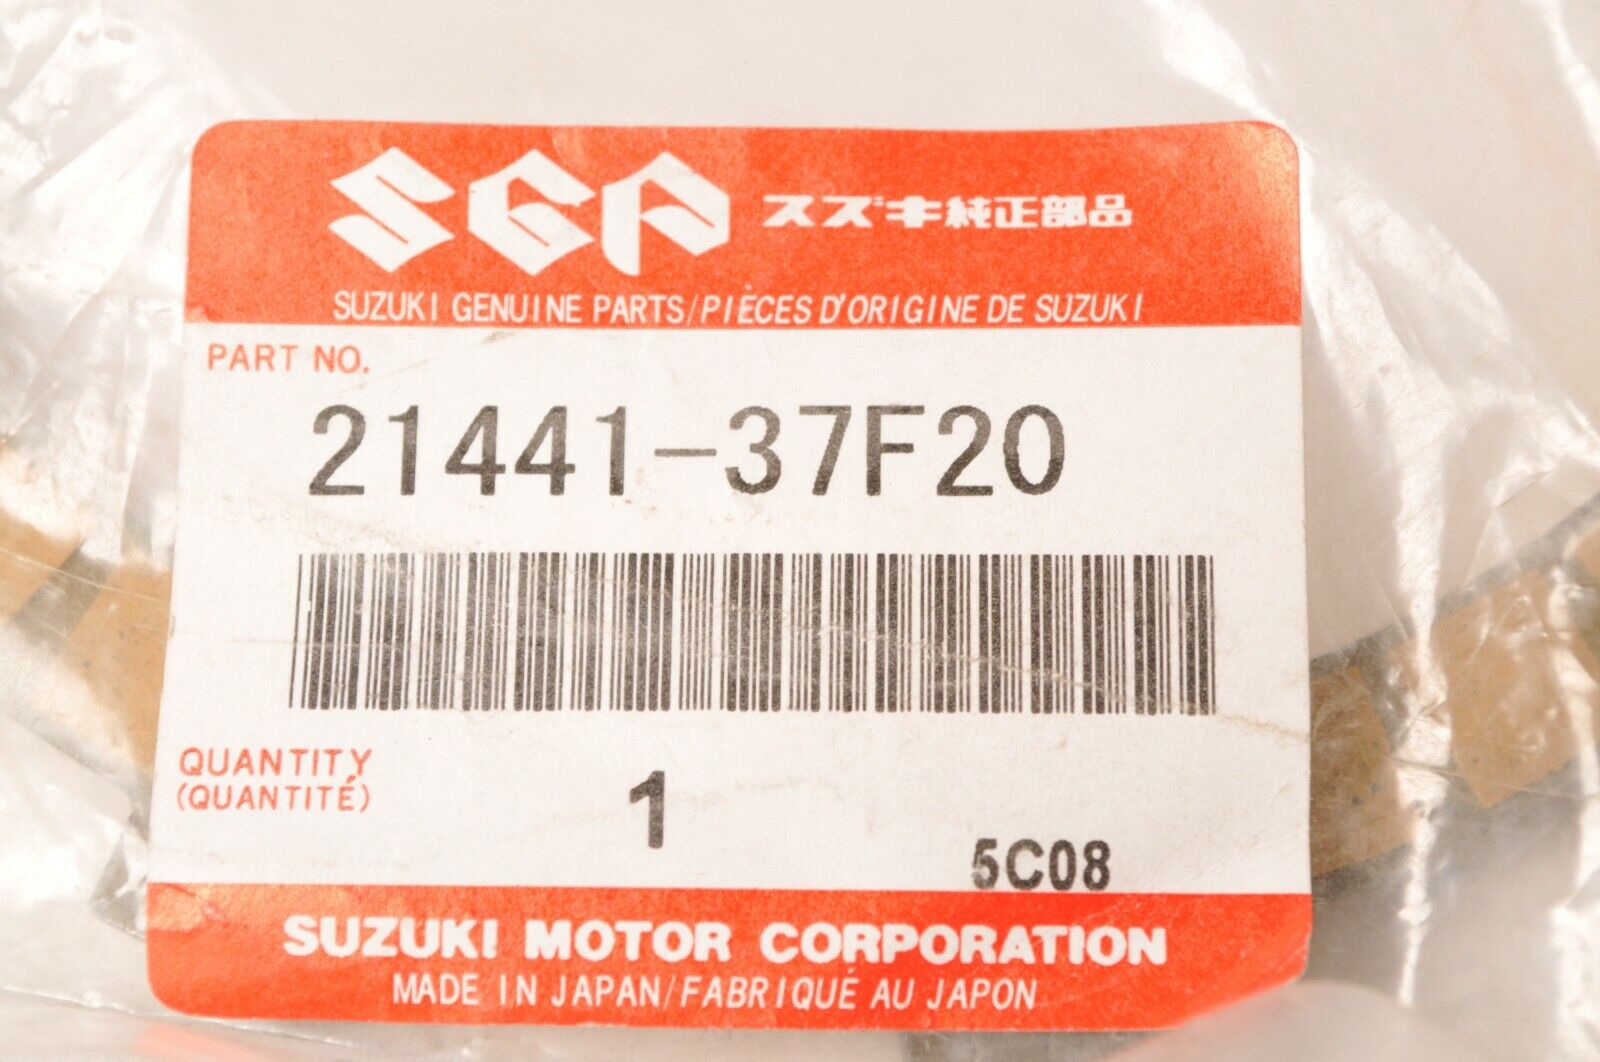 SGP スズキ純正部品
SUZUKI GENUINE PARTS/PIÈCES D'ORIGINE DE SUZUKI
PART NO.
21441-37F20
QUANTITY
(QUANTITÉ)
1
5C08
SUZUKI MOTOR CORPORATION
MADE IN JAPAN/FABRIQUÉ AU JAPON